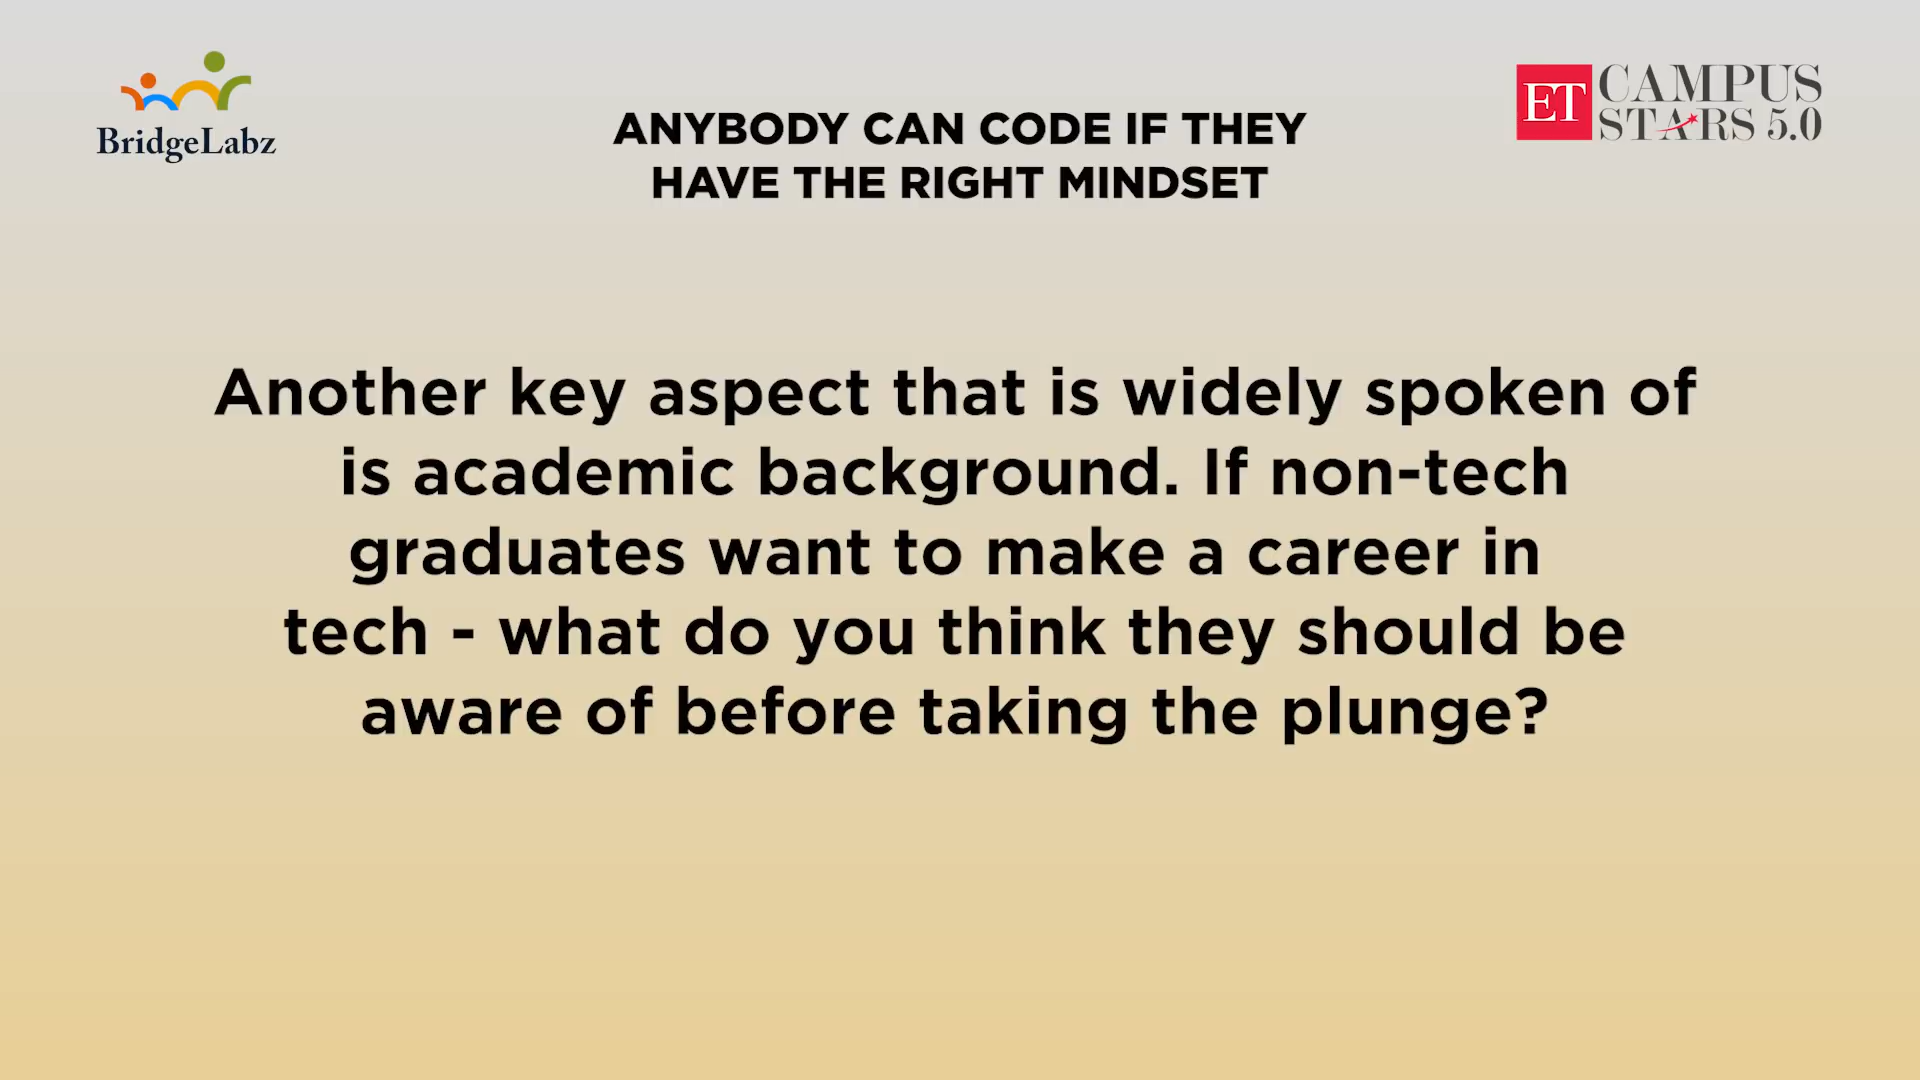 BridgeLabz
ANYBODY CAN CODE IF THEY
HAVE THE RIGHT MINDSET
ET CAMPUS
STARS 5.0
Another key aspect that is widely spoken of
is academic background. If non-tech
graduates want to make a career in
tech - what do you think they should be
aware of before taking the plunge?